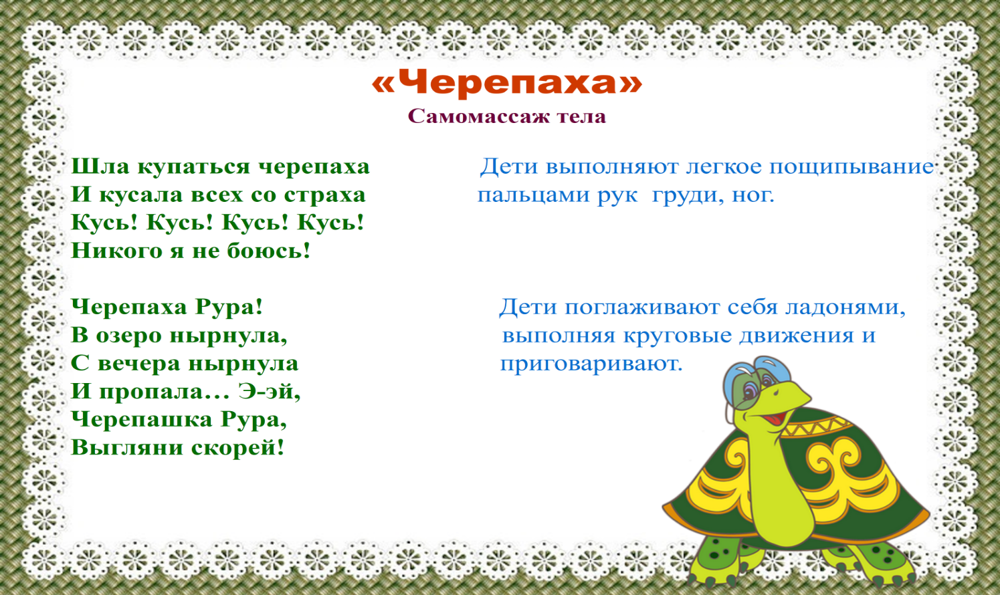 «Черепаха»
Самомассаж тела
Шла купаться черепаха Дети выполняют легкое пощипывание
И кусала всех со страха пальцами рук груди, ног.
Кусь! Кусь! Кусь! Кусь!
Никого я не боюсь!
Черепаха Рура! Дети поглаживают себя ладонями,
В озеро нырнула, выполняя круговые движения и
С вечера нырнула приговаривают.
И пропала… Э-эй,
Черепашка Рура,
Выгляни скорей!